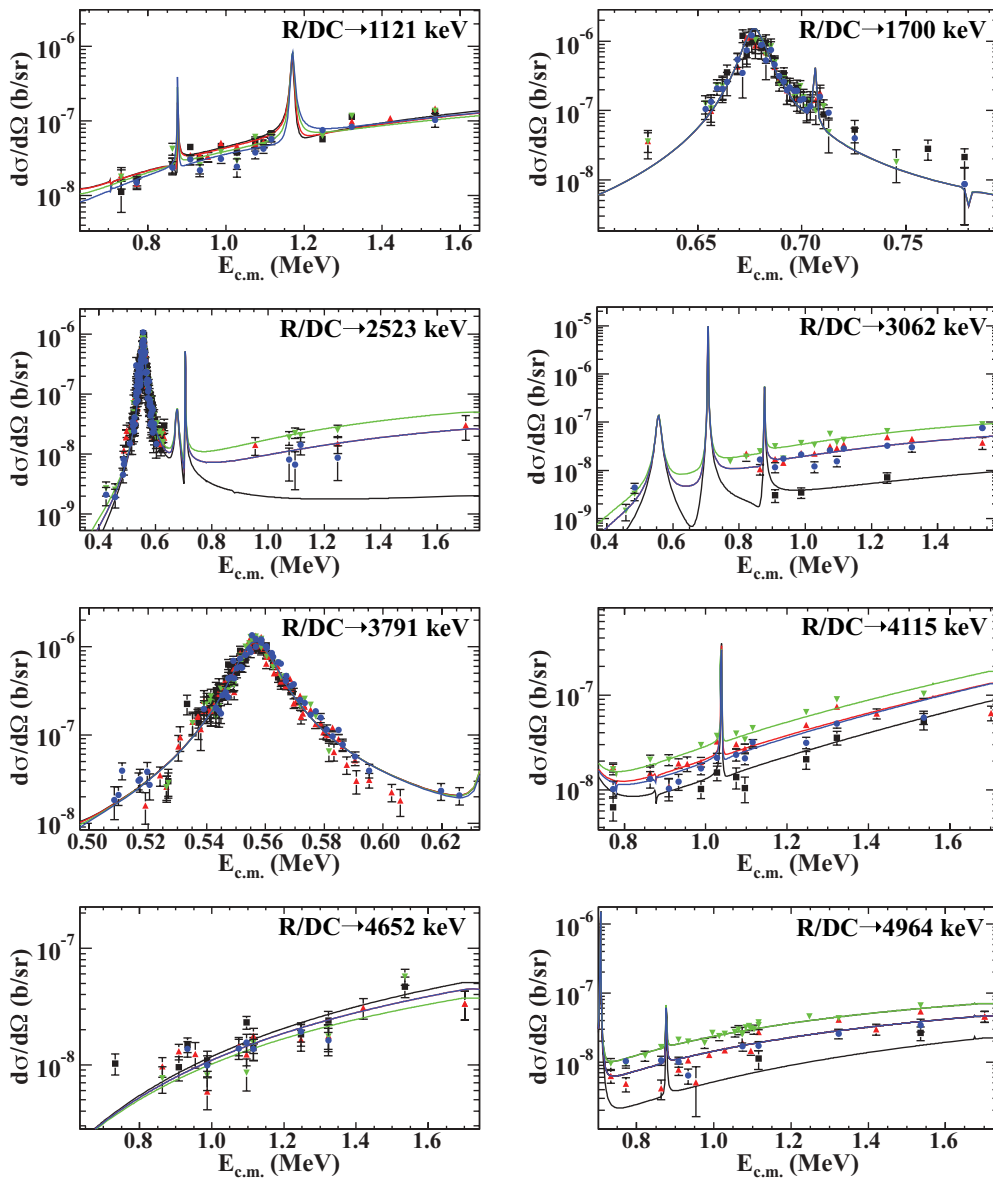 R/DC→1121 keV
dσ/dΩ (b/sr)
10⁻⁶
10⁻⁷
10⁻⁸
0.8 1.0 1.2 1.4 1.6
E_c.m. (MeV)
R/DC→1700 keV
dσ/dΩ (b/sr)
10⁻⁶
10⁻⁷
10⁻⁸
0.65 0.70 0.75
E_c.m. (MeV)
R/DC→2523 keV
dσ/dΩ (b/sr)
10⁻⁶
10⁻⁷
10⁻⁸
10⁻⁹
0.4 0.6 0.8 1.0 1.2 1.4 1.6
E_c.m. (MeV)
R/DC→3062 keV
dσ/dΩ (b/sr)
10⁻⁵
10⁻⁶
10⁻⁷
10⁻⁸
10⁻⁹
0.4 0.6 0.8 1.0 1.2 1.4
E_c.m. (MeV)
R/DC→3791 keV
dσ/dΩ (b/sr)
10⁻⁶
10⁻⁷
10⁻⁸
0.50 0.52 0.54 0.56 0.58 0.60 0.62
E_c.m. (MeV)
R/DC→4115 keV
dσ/dΩ (b/sr)
10⁻⁷
10⁻⁸
0.8 1.0 1.2 1.4 1.6
E_c.m. (MeV)
R/DC→4652 keV
dσ/dΩ (b/sr)
10⁻⁷
10⁻⁸
0.8 1.0 1.2 1.4 1.6
E_c.m. (MeV)
R/DC→4964 keV
dσ/dΩ (b/sr)
10⁻⁶
10⁻⁷
10⁻⁸
0.8 1.0 1.2 1.4 1.6
E_c.m. (MeV)